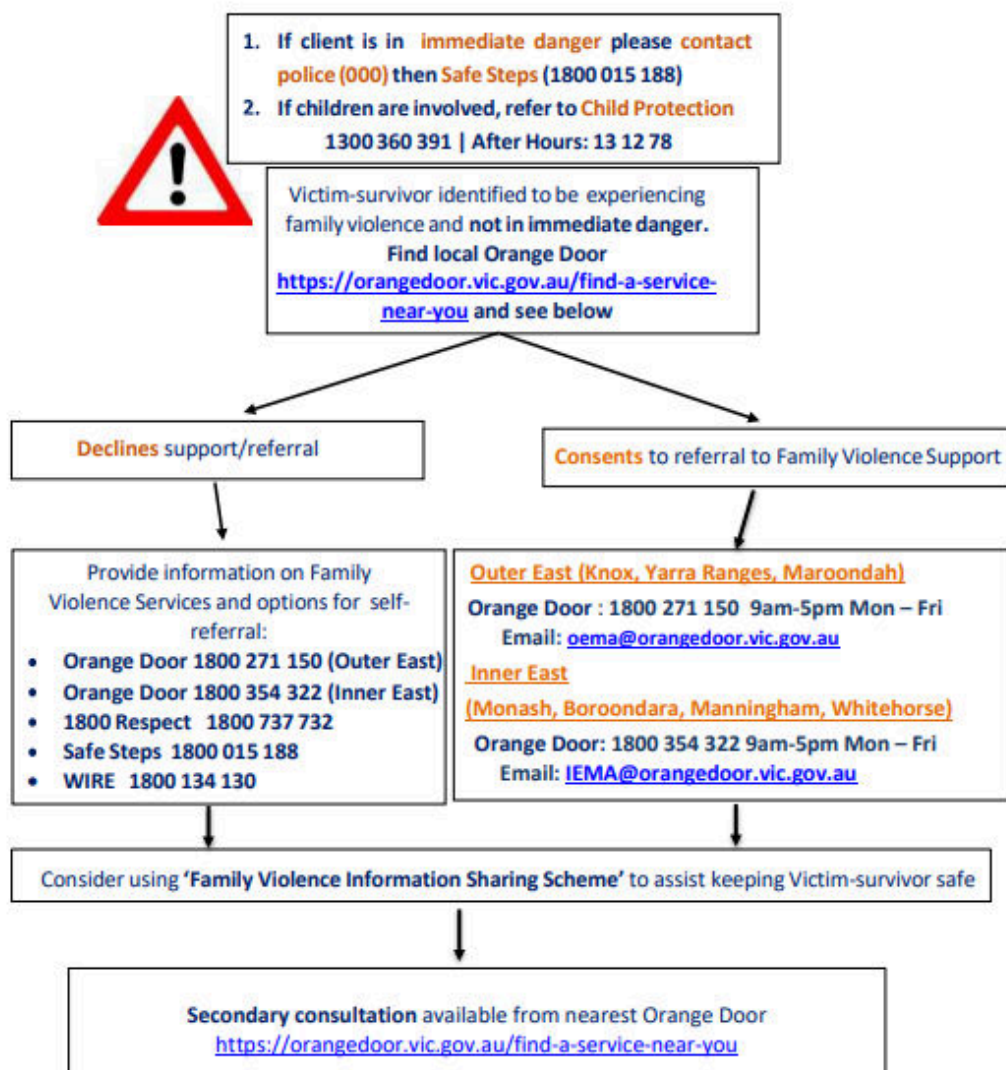 1. If client is in immediate danger please contact
police (000) then Safe Steps (1800 015 188)
2. If children are involved, refer to Child Protection
1300 360 391 | After Hours: 13 12 78
Victim-survivor identified to be experiencing
family violence and not in immediate danger.
Find local Orange Door
https://orangedoor.vic.gov.au/find-a-service-
near-you and see below
Declines support/referral
Consents to referral to Family Violence Support
Provide information on Family
Violence Services and options for self-
referral:
• Orange Door 1800 271 150 (Outer East)
• Orange Door 1800 354 322 (Inner East)
• 1800 Respect 1800 737 732
• Safe Steps 1800 015 188
• WIRE 1800 134 130
Outer East (Knox, Yarra Ranges, Maroondah)
Orange Door : 1800 271 150 9am-5pm Mon – Fri
Email: oema@orangedoor.vic.gov.au
Inner East
(Monash, Boroondara, Manningham, Whitehorse)
Orange Door: 1800 354 322 9am-5pm Mon – Fri
Email: IEMA@orangedoor.vic.gov.au
Consider using ‘Family Violence Information Sharing Scheme’ to assist keeping Victim-survivor safe
Secondary consultation available from nearest Orange Door
https://orangedoor.vic.gov.au/find-a-service-near-you